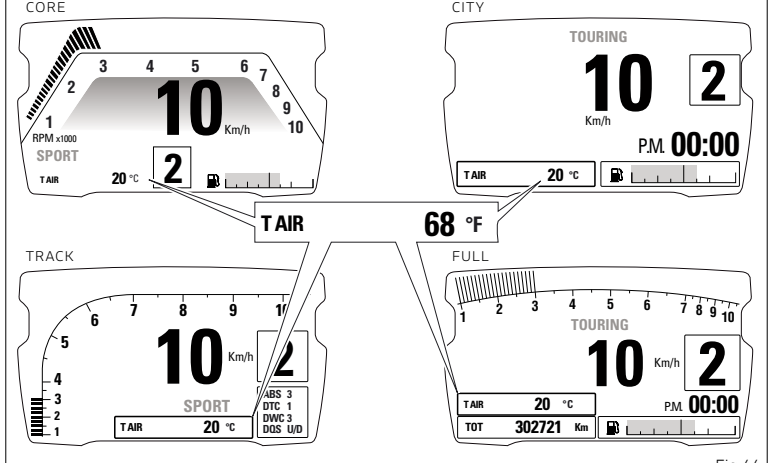 CORE
1 2 3 4 5 6 7 8 9 10
RPM x1000
10 Km/h
SPORT
2
T AIR 20 °C
CITY
TOURING
10
Km/h
2
P.M. 00:00
T AIR 20 °C
T AIR 68 °F
TRACK
1 2 3 4 5 6 7 8 9
10 Km/h
2
SPORT
T AIR 20 °C
ABS 3
DTC 1
DWC 3
DQS U/D
FULL
1 2 3 4 5 6 7 8 9 10
TOURING
10 Km/h
2
T AIR 20 °C
P.M. 00:00
TOT 302721 Km